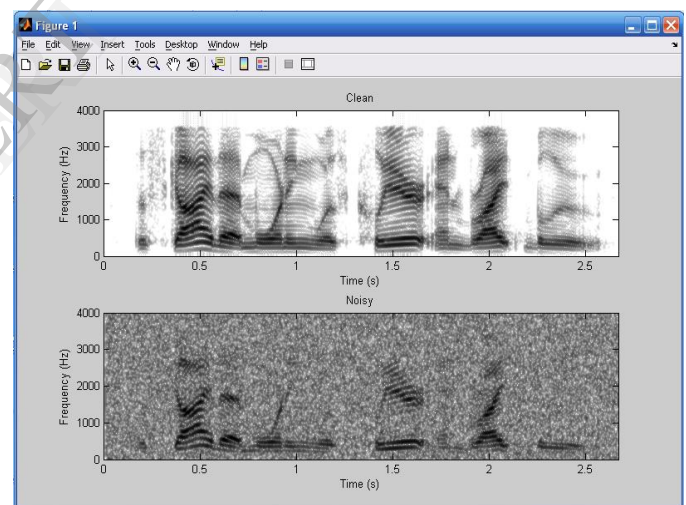 Figure 1
File Edit View Insert Tools Desktop Window Help
Clean
4000
3000
2000
1000
0
Frequency (Hz)
0 0.5 1 1.5 2 2.5
Time (s)
Noisy
4000
3000
2000
1000
0
Frequency (Hz)
0 0.5 1 1.5 2 2.5
Time (s)